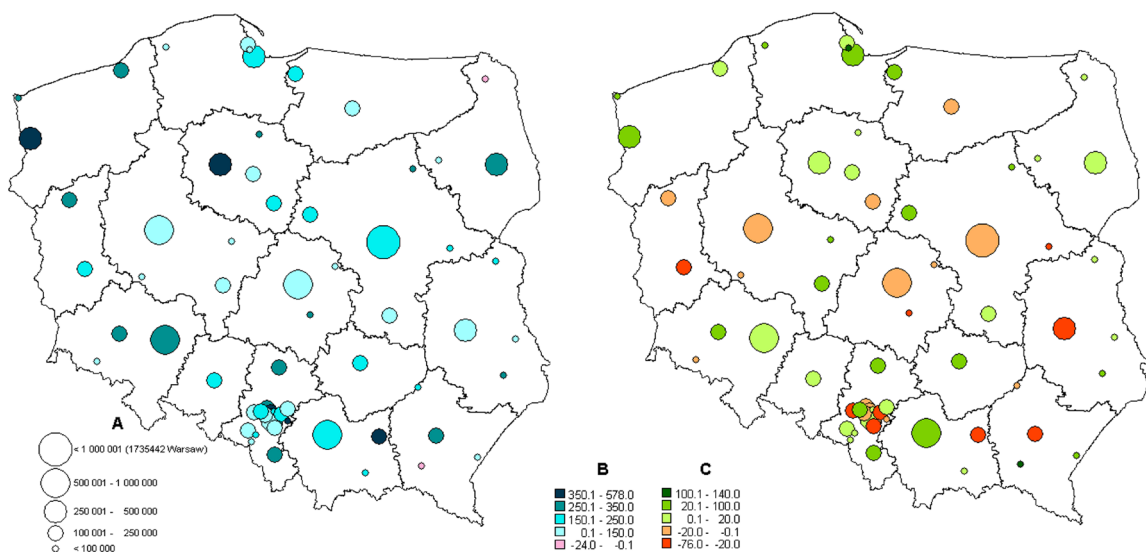 A
< 1 000 001 (1735442 Warsaw)
500 001 - 1 000 000
250 001 - 500 000
100 001 - 250 000
< 100 000
B
350.1 - 578.0
250.1 - 350.0
150.1 - 250.0
0.1 - 150.0
-24.0 - -0.1
C
100.1 - 140.0
20.1 - 100.0
0.1 - 20.0
-20.0 - -0.1
-76.0 - -20.0